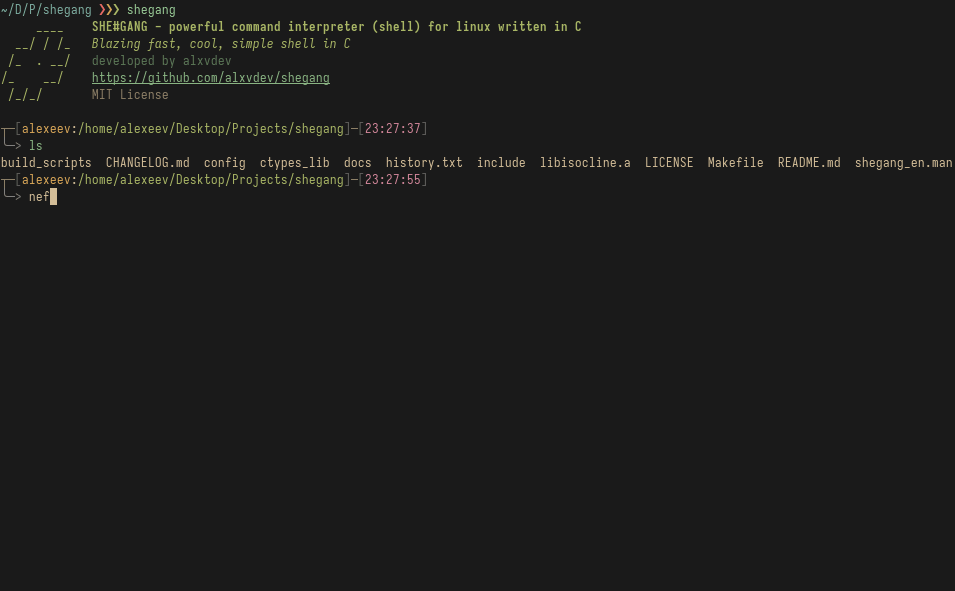 ~/D/P/shegang ❯❯❯ shegang
     ____    SHE#GANG - powerful command interpreter (shell) for linux written in C
  __/ / /_   Blazing fast, cool, simple shell in C
 /_  . __/   developed by alxvdev
/_    __/    https://github.com/alxvdev/shegang
 /_/_/       MIT License
┬─[alexeev:/home/alexeev/Desktop/Projects/shegang]─[23:27:37]
╰─> ls
build_scripts  CHANGELOG.md  config  ctypes_lib  docs  history.txt  include  libisocline.a  LICENSE  Makefile  README.md  shegang_en.man
┬─[alexeev:/home/alexeev/Desktop/Projects/shegang]─[23:27:55]
╰─> nef